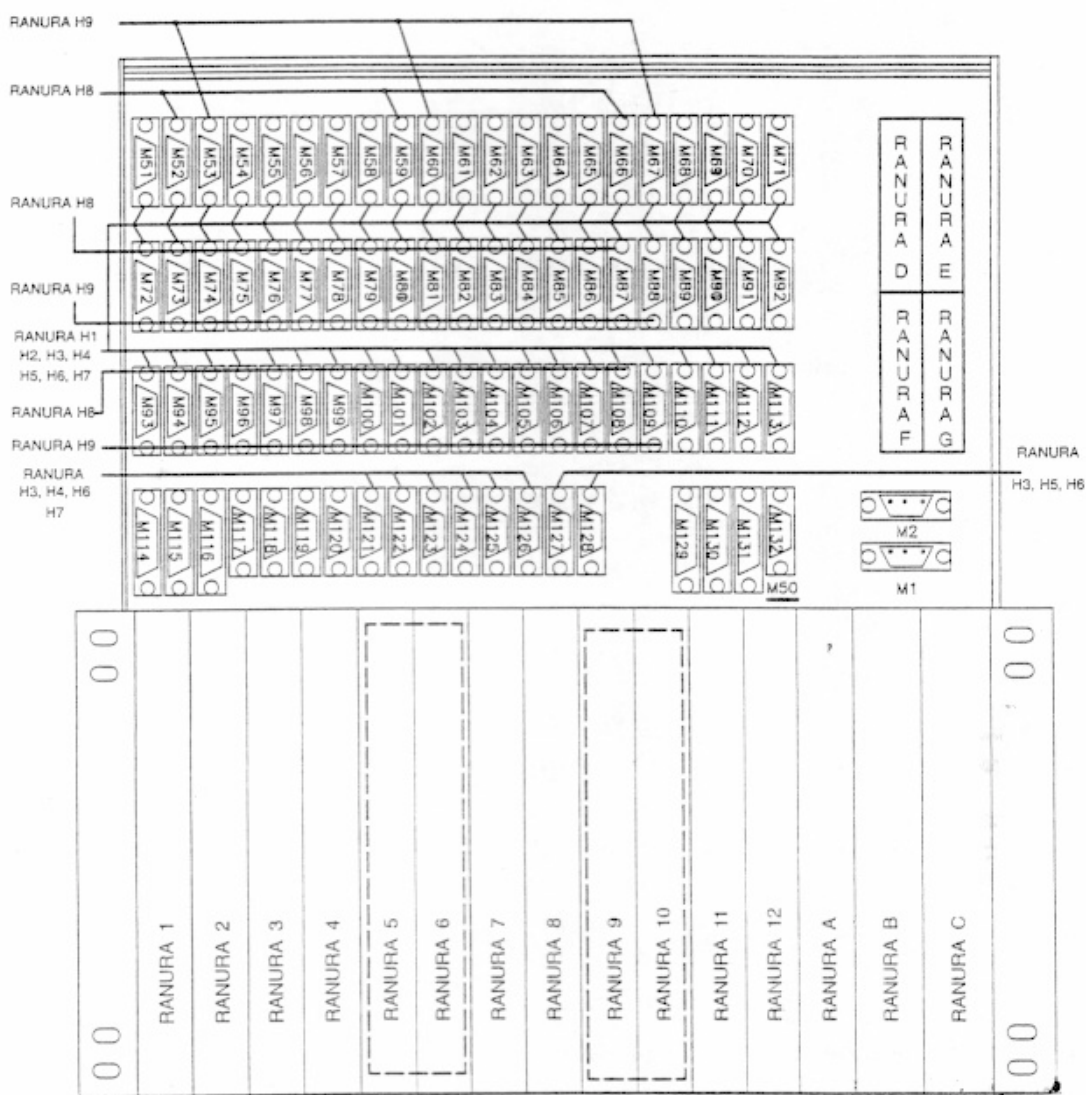 RANURA H9
RANURA H8
M51 M52 M53 M54 M55 M56 M57 M58 M59 M60 M61 M62 M63 M64 M65 M66 M67 M68 M69 M70 M71
RANURA D
RANURA E
RANURA H8
M72 M73 M74 M75 M76 M77 M78 M79 M80 M81 M82 M83 M84 M85 M86 M87 M88 M89 M90 M91 M92
RANURA H9
RANURA H1
H2, H3, H4
H5, H6, H7
RANURA F
RANURA G
M93 M94 M95 M96 M97 M98 M99 M100 M101 M102 M103 M104 M105 M106 M107 M108 M109 M110 M111 M112 M113
RANURA H8
RANURA H9
RANURA
H3, H4, H6
H7
RANURA
H3, H5, H6
M114 M115 M116 M117 M118 M119 M120 M121 M122 M123 M124 M125 M126 M127 M128 M129 M130 M131 M132
M50
M2
M1
RANURA 1
RANURA 2
RANURA 3
RANURA 4
RANURA 5
RANURA 6
RANURA 7
RANURA 8
RANURA 9
RANURA 10
RANURA 11
RANURA 12
RANURA A
RANURA B
RANURA C